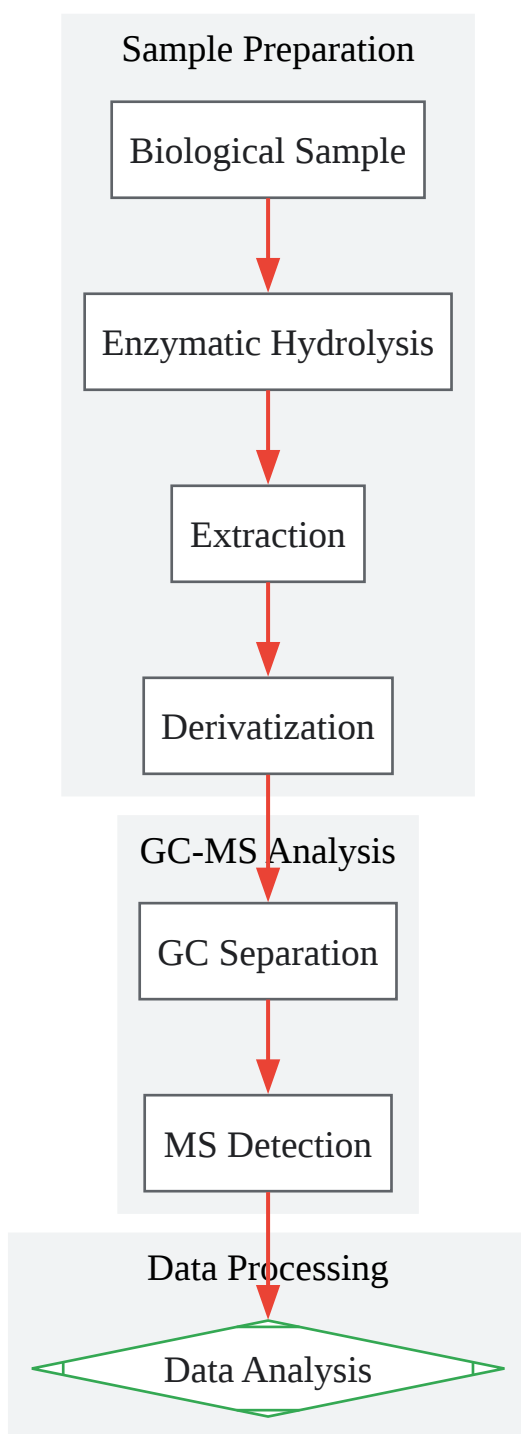 Sample Preparation
Biological Sample
Enzymatic Hydrolysis
Extraction
Derivatization
GC-MS Analysis
GC Separation
MS Detection
Data Processing
Data Analysis